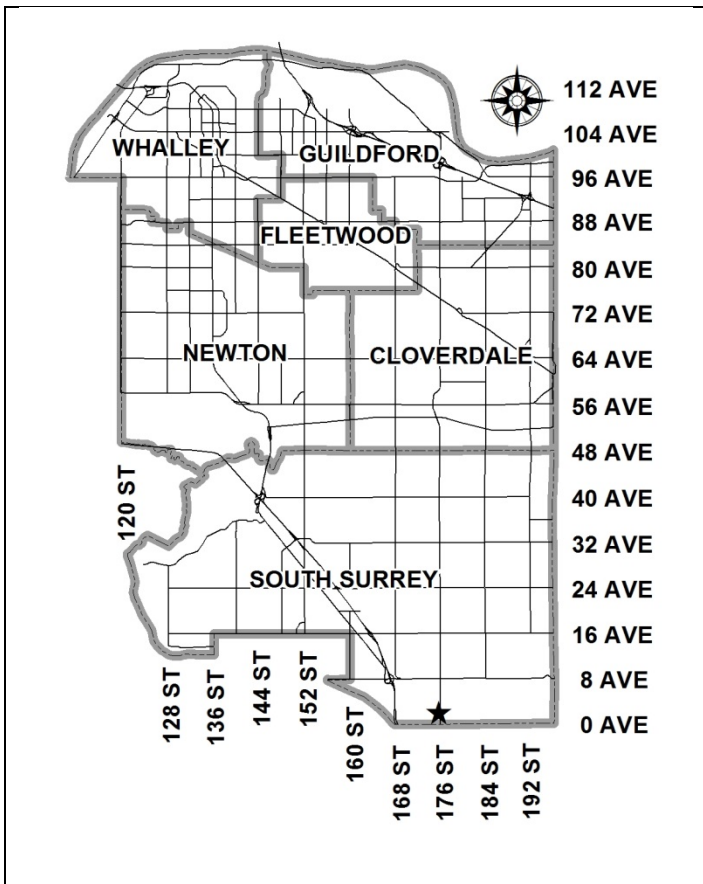 112 AVE
104 AVE
WHALLEY
GUILDFORD
96 AVE
88 AVE
FLEETWOOD
80 AVE
72 AVE
NEWTON
CLOVERDALE
64 AVE
56 AVE
48 AVE
120 ST
40 AVE
32 AVE
SOUTH SURREY
24 AVE
16 AVE
128 ST
136 ST
144 ST
152 ST
8 AVE
160 ST
0 AVE
168 ST
176 ST
184 ST
192 ST